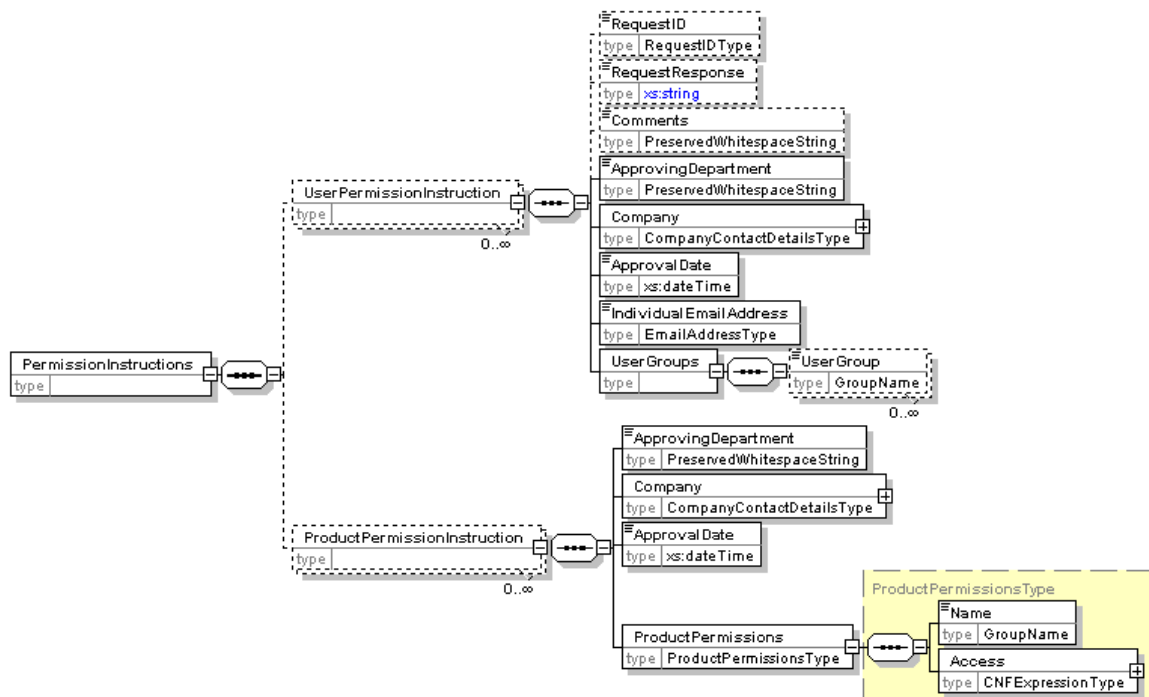 RequestID
type RequestIDType
RequestResponse
type xs:string
Comments
type PreservedWhitespaceString
ApprovingDepartment
type PreservedWhitespaceString
UserPermissionInstruction
type
0..∞
Company
type CompanyContactDetailsType
ApprovalDate
type xs:dateTime
IndividualEmailAddress
type EmailAddressType
UserGroups
type
UserGroup
type GroupName
0..∞
PermissionInstructions
type
ApprovingDepartment
type PreservedWhitespaceString
Company
type CompanyContactDetailsType
ProductPermissionInstruction
type
0..∞
ApprovalDate
type xs:dateTime
ProductPermissionsType
Name
type GroupName
ProductPermissions
type ProductPermissionsType
Access
type CNFExpressionType